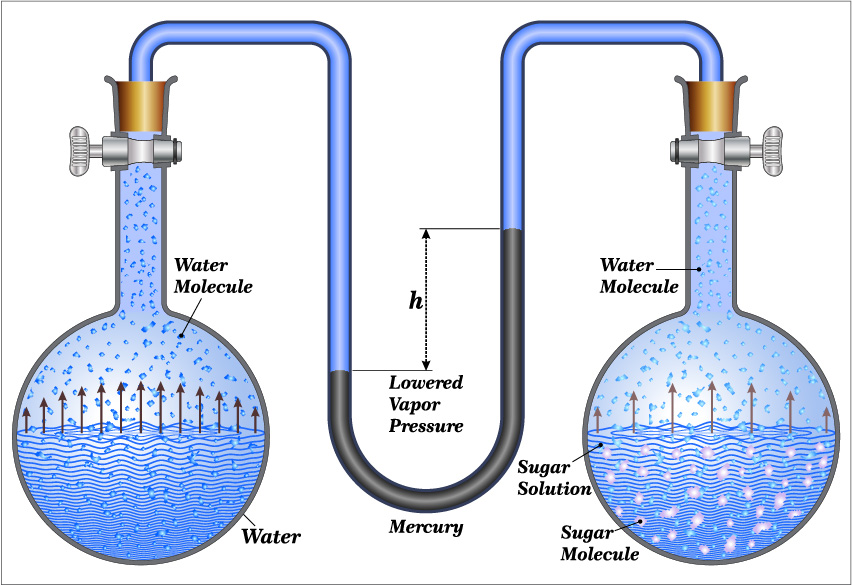 Water
Molecule
h
Lowered
Vapor
Pressure
Mercury
Water
Water
Molecule
Sugar
Solution
Sugar
Molecule